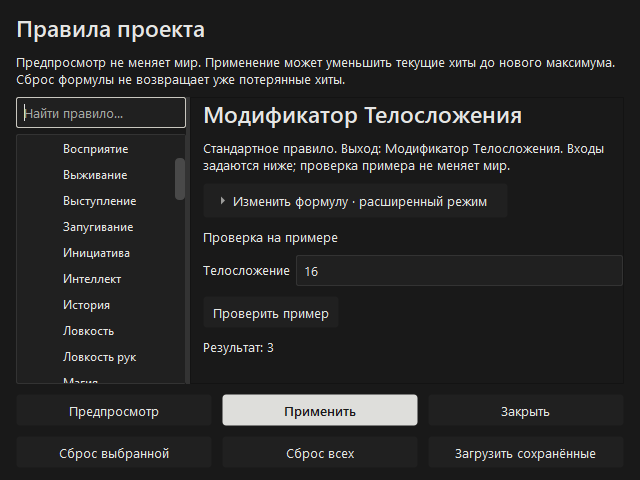 Правила проекта
Предпросмотр не меняет мир. Применение может уменьшить текущие хиты до нового максимума.
Сброс формулы не возвращает уже потерянные хиты.
Найти правило...
Восприятие
Выживание
Выступление
Запугивание
Инициатива
Интеллект
История
Ловкость
Ловкость рук
Магия
Модификатор Телосложения
Стандартное правило. Выход: Модификатор Телосложения. Входы
задаются ниже; проверка примера не меняет мир.
Изменить формулу · расширенный режим
Проверка на примере
Телосложение 16
Проверить пример
Результат: 3
Предпросмотр Применить Закрыть
Сброс выбранной Сброс всех Загрузить сохранённые